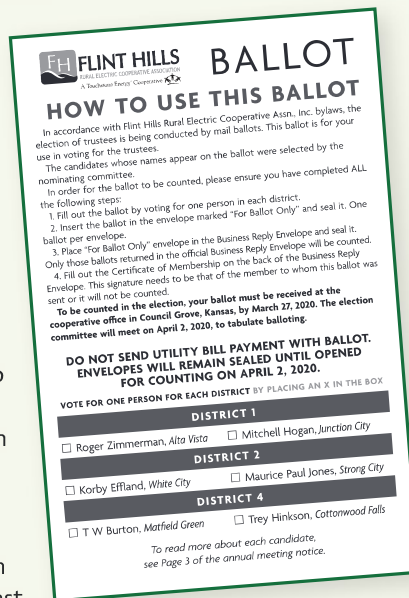 FH FLINT HILLS
RURAL ELECTRIC COOPERATIVE ASSOCIATION
A Touchstone Energy Cooperative
BALLOT
HOW TO USE THIS BALLOT
In accordance with Flint Hills Rural Electric Cooperative Assn., Inc. bylaws, the
election of trustees is being conducted by mail ballots. This ballot is for your
use in voting for the trustees.
The candidates whose names appear on the ballot were selected by the
nominating committee.
In order for the ballot to be counted, please ensure you have completed ALL
the following steps:
1. Fill out the ballot by voting for one person in each district.
2. Insert the ballot in the envelope marked “For Ballot Only” and seal it. One
ballot per envelope.
3. Place “For Ballot Only” envelope in the Business Reply Envelope and seal it.
Only those ballots returned in the official Business Reply Envelope will be counted.
4. Fill out the Certificate of Membership on the back of the Business Reply
Envelope. This signature needs to be that of the member to whom this ballot was
sent or it will not be counted.
To be counted in the election, your ballot must be received at the
cooperative office in Council Grove, Kansas, by March 27, 2020. The election
committee will meet on April 2, 2020, to tabulate balloting.
DO NOT SEND UTILITY BILL PAYMENT WITH BALLOT.
ENVELOPES WILL REMAIN SEALED UNTIL OPENED
FOR COUNTING ON APRIL 2, 2020.
VOTE FOR ONE PERSON FOR EACH DISTRICT BY PLACING AN X IN THE BOX
DISTRICT 1
Roger Zimmerman, Alta Vista Mitchell Hogan, Junction City
DISTRICT 2
Korby Effland, White City Maurice Paul Jones, Strong City
DISTRICT 4
T W Burton, Matfield Green Trey Hinkson, Cottonwood Falls
To read more about each candidate,
see Page 3 of the annual meeting notice.